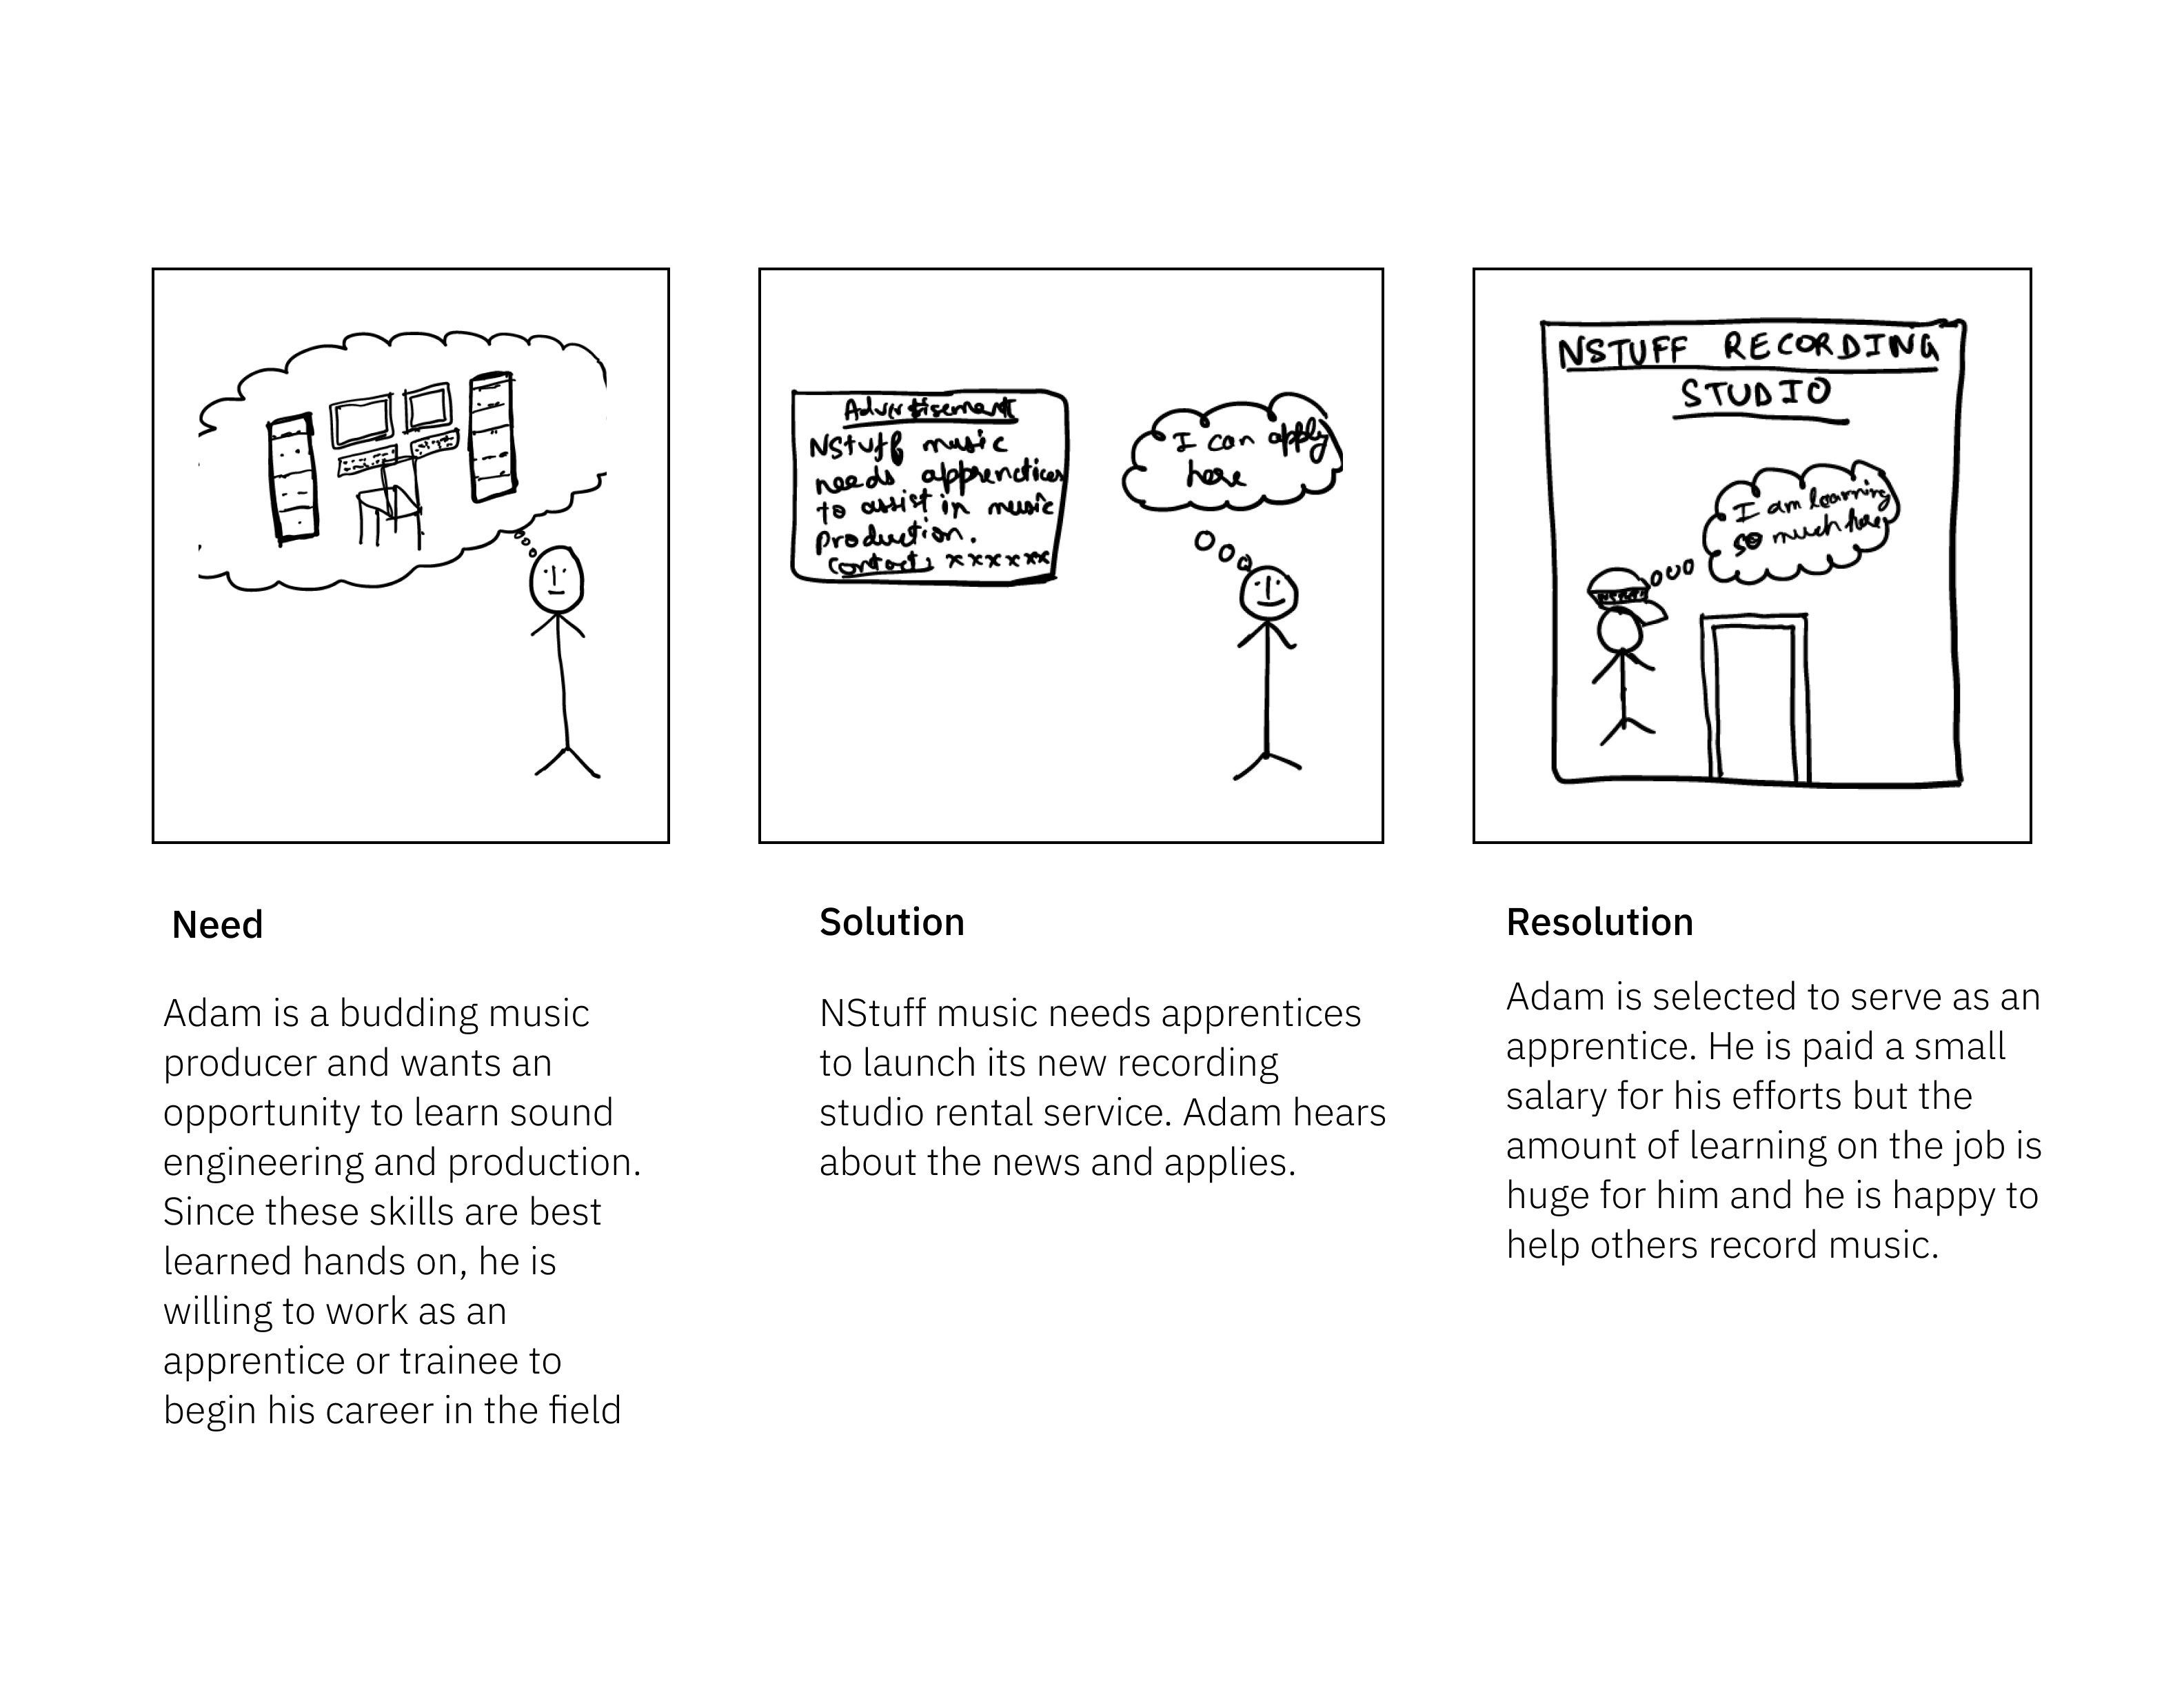 Advertisement
NStuff music
needs apprentices
to assist in music
production.
Contact: xxxxxxx
I can apply
here
NSTUFF RECORDING
STUDIO
I am learning
so much here
NSTUFF
Need
Adam is a budding music
producer and wants an
opportunity to learn sound
engineering and production.
Since these skills are best
learned hands on, he is
willing to work as an
apprentice or trainee to
begin his career in the field
Solution
NStuff music needs apprentices
to launch its new recording
studio rental service. Adam hears
about the news and applies.
Resolution
Adam is selected to serve as an
apprentice. He is paid a small
salary for his efforts but the
amount of learning on the job is
huge for him and he is happy to
help others record music.